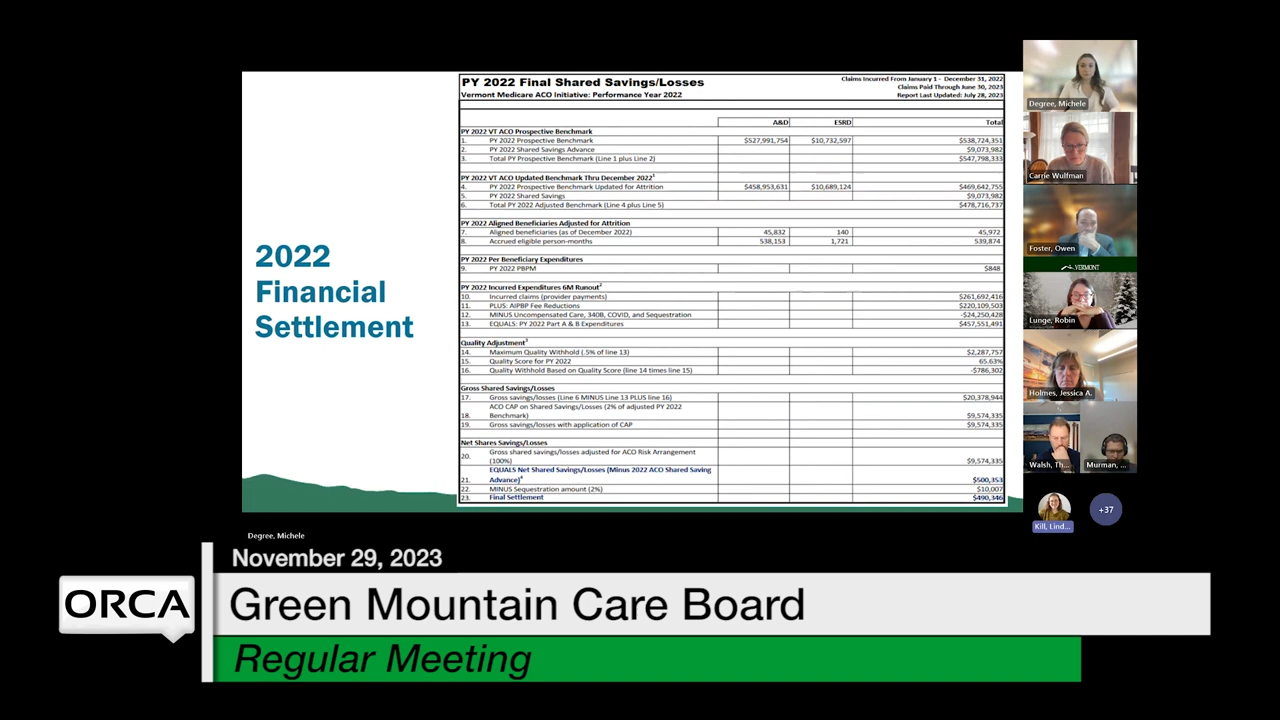 2022
Financial
Settlement
PY 2022 Final Shared Savings/Losses
Vermont Medicare ACO Initiative: Performance Year 2022
Claims Incurred From January 1 - December 31, 2022
Claims Paid Through June 30, 2023
Report Last Updated: July 28, 2023
A&D ESRD Total
PY 2022 VT ACO Prospective Benchmark
1. PY 2022 Prospective Benchmark $527,991,754 $10,732,597 $538,724,351
2. PY 2022 Shared Savings Advance $9,073,982
3. Total PY Prospective Benchmark (Line 1 plus Line 2) $547,798,333
PY 2022 VT ACO Updated Benchmark Thru December 2022¹
4. PY 2022 Prospective Benchmark Updated for Attrition $458,953,631 $10,689,124 $469,642,755
5. PY 2022 Shared Savings $9,073,982
6. Total PY 2022 Adjusted Benchmark (Line 4 plus Line 5) $478,716,737
PY 2022 Aligned Beneficiaries Adjusted for Attrition
7. Aligned beneficiaries (as of December 2022) 45,832 140 45,972
8. Accrued eligible person-months 538,153 1,721 539,874
PY 2022 Per Beneficiary Expenditures
9. PY 2022 PBPM $848
PY 2022 Incurred Expenditures 6M Runout²
10. Incurred claims (provider payments) $261,692,416
11. PLUS: AIPBP Fee Reductions $220,109,503
12. MINUS Uncompensated Care, 340B, COVID, and Sequestration -$24,250,428
13. EQUALS: PY 2022 Part A & B Expenditures $457,551,491
Quality Adjustment³
14. Maximum Quality Withhold (.5% of line 13) $2,287,757
15. Quality Score for PY 2022 65.63%
16. Quality Withhold Based on Quality Score (line 14 times line 15) -$786,302
Gross Shared Savings/Losses
17. Gross savings/losses (Line 6 MINUS Line 13 PLUS line 16) $20,378,944
ACO CAP on Shared Savings/Losses (2% of adjusted PY 2022
18. Benchmark) $9,574,335
19. Gross savings/losses with application of CAP $9,574,335
Net Shares Savings/Losses
Gross shared savings/losses adjusted for ACO Risk Arrangement
20. (100%) $9,574,335
EQUALS Net Shared Savings/Losses (Minus 2022 ACO Shared Saving
21. Advance)⁴ $500,353
22. MINUS Sequestration amount (2%) $10,007
23. Final Settlement $490,346
Degree, Michele
Carrie Wulfman
Foster, Owen
VERMONT
Lunge, Robin
Holmes, Jessica A.
Walsh, Th...
Murman, ...
Kill, Lind...
+37
Degree, Michele
November 29, 2023
ORCA
Green Mountain Care Board
Regular Meeting